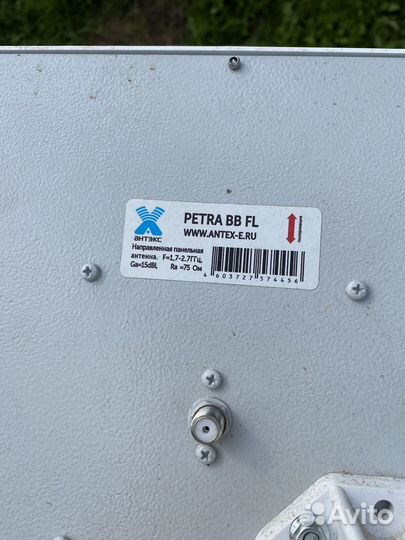 PETRA BB FL
WWW.ANTEX-E.RU
АНТЭКС
поляризация
Направленная панельная
антенна. F=1,7-2.7ГГц,
Ga=15dBi, Ra =75 Ом
4 603727 574456
Avito